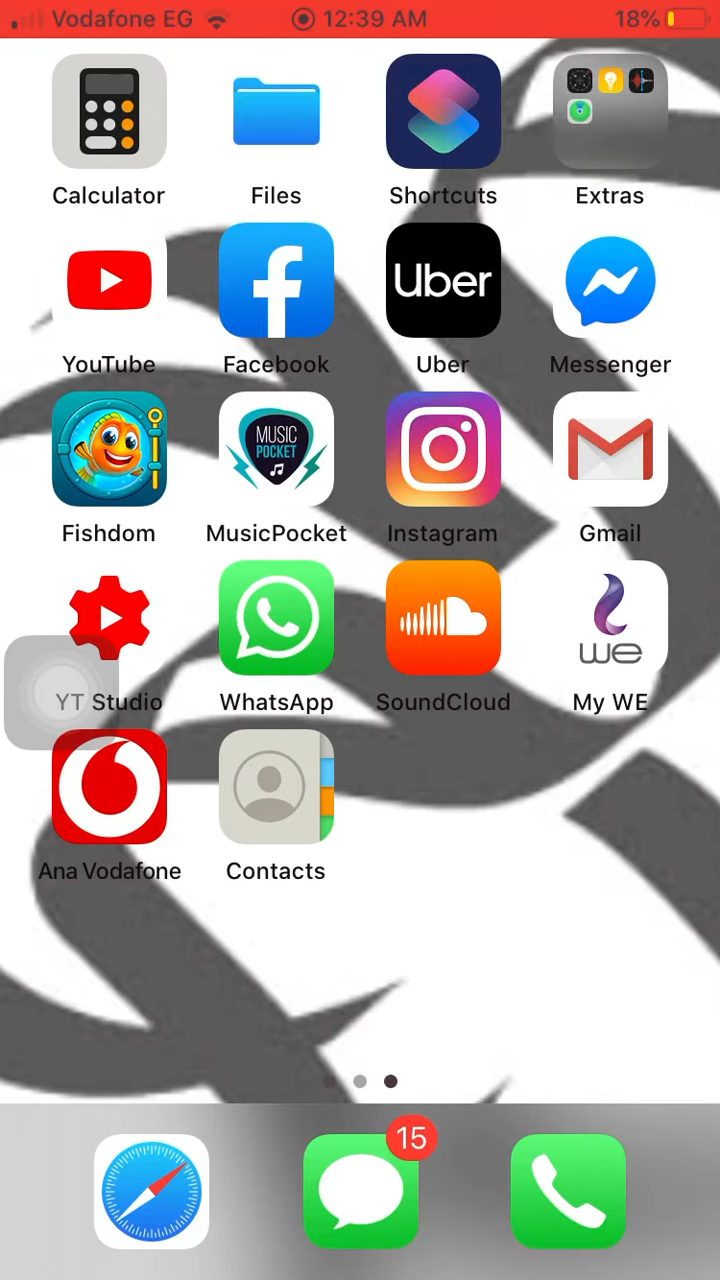 Vodafone EG 12:39 AM 18%
Calculator Files Shortcuts Extras
Uber
YouTube Facebook Uber Messenger
MUSIC
POCKET
Fishdom MusicPocket Instagram Gmail
we
YT Studio WhatsApp SoundCloud My WE
Ana Vodafone Contacts
15